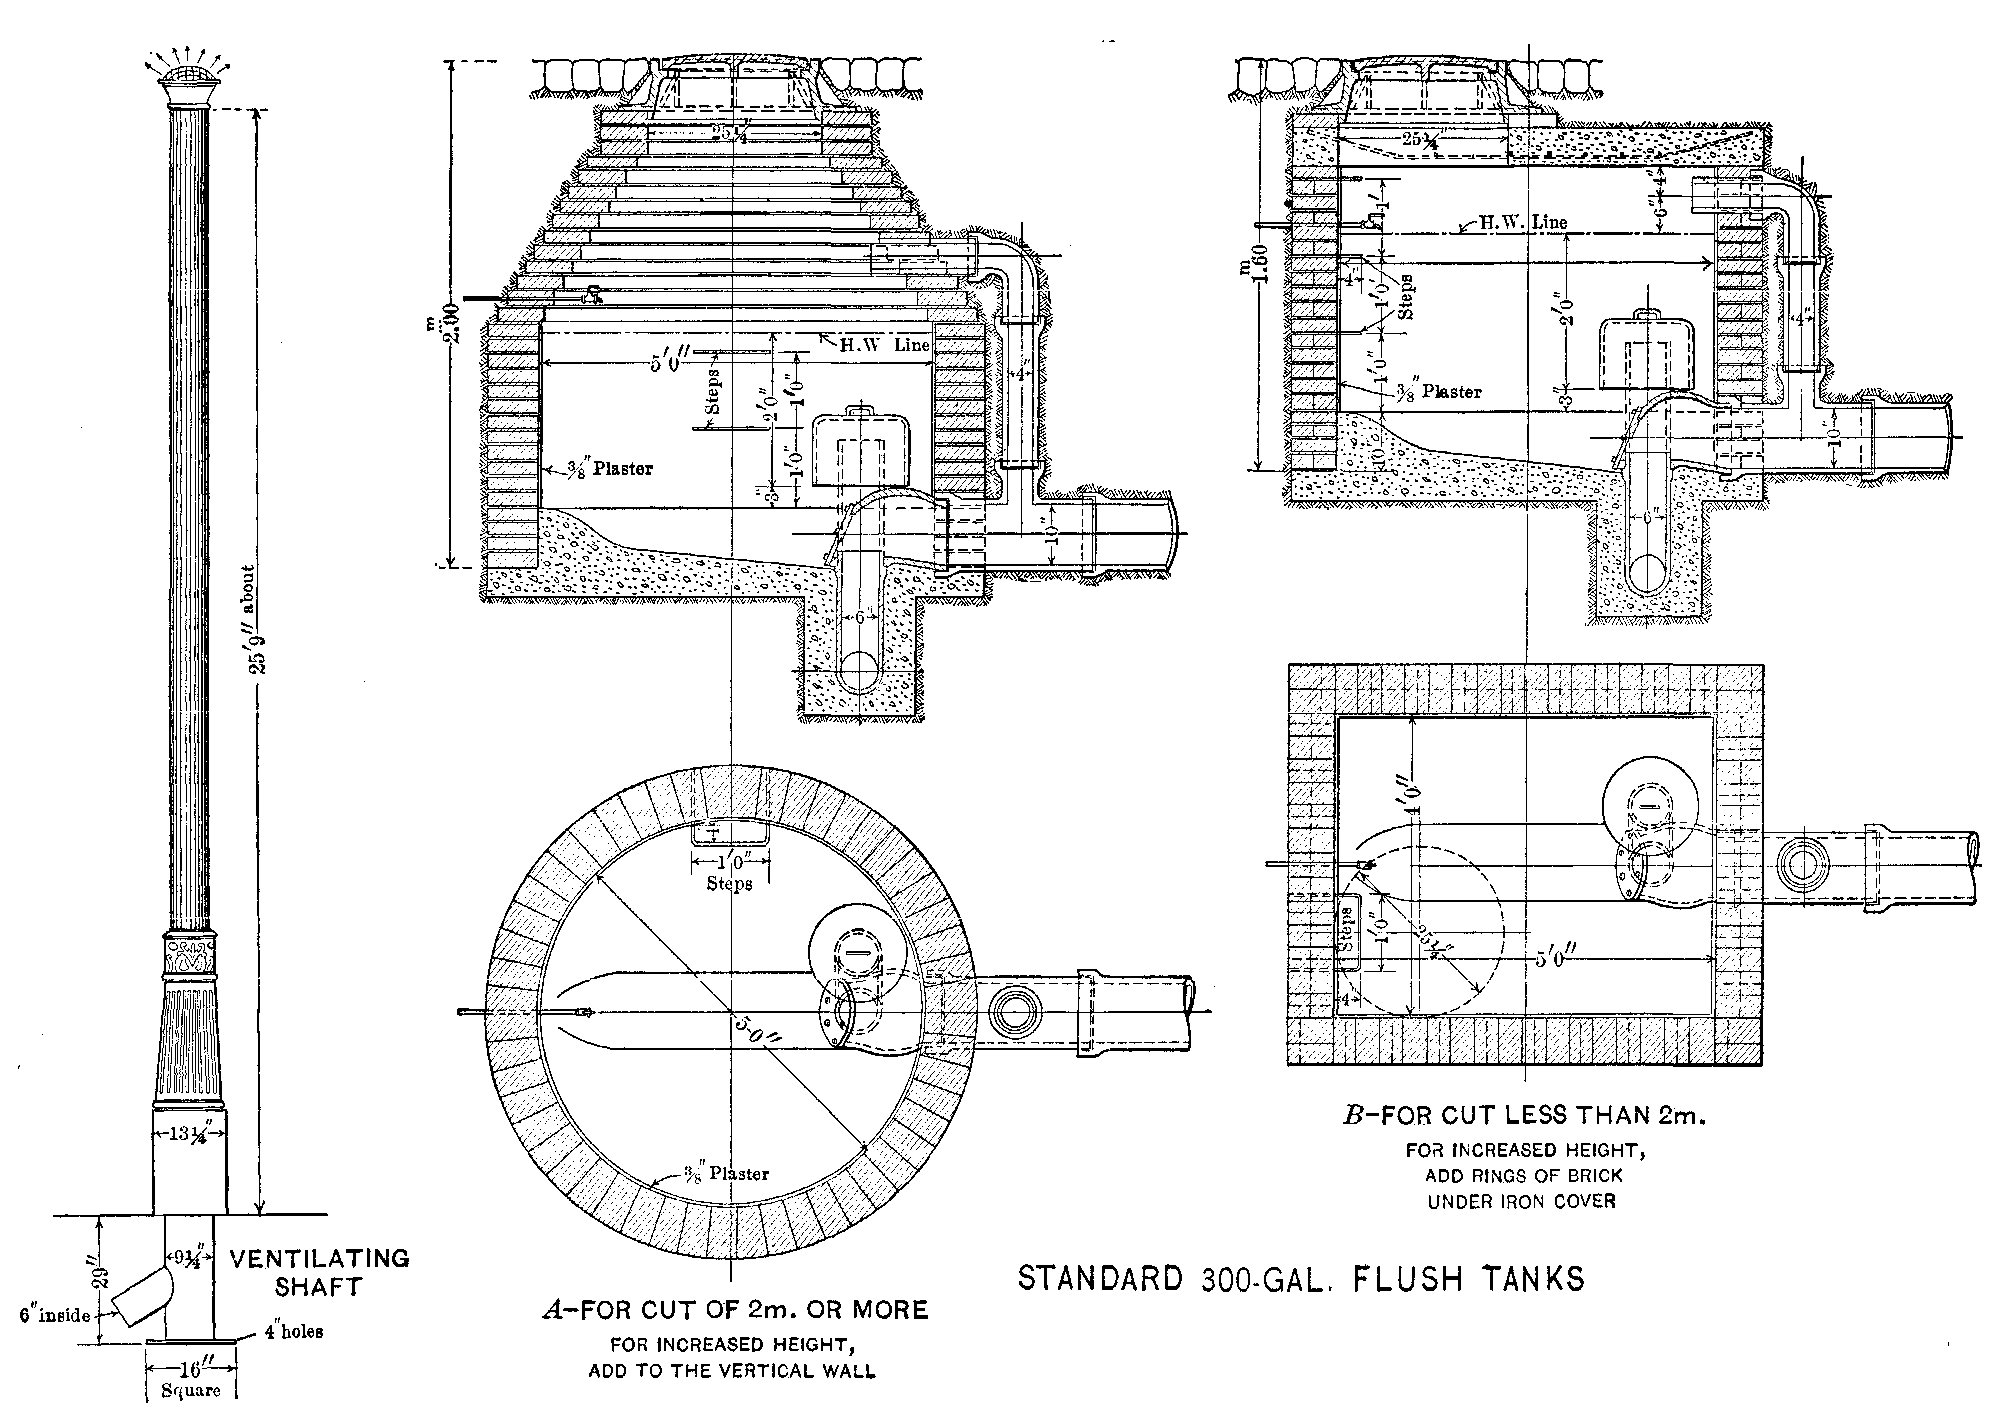 25'9" about
13¼"
9¼"
29"
6" inside
4" holes
16"
Square
VENTILATING
SHAFT
25¼"
m
2.00
H.W Line
5'0"
Steps
2'0"
1'0"
1'0"
3"
⅜" Plaster
4"
10"
6"
4"
1'0"
Steps
5-0"
⅜" Plaster
A-FOR CUT OF 2m. OR MORE
FOR INCREASED HEIGHT,
ADD TO THE VERTICAL WALL
25¼"
m
1.60
4"
6"
H.W. Line
1'
4"
1'0"
Steps
2'0"
1'0"
3"
⅜" Plaster
4"
10"
10"
6"
4'0"
Steps
1'0"
25¼"
5'0"
4"
B-FOR CUT LESS THAN 2m.
FOR INCREASED HEIGHT,
ADD RINGS OF BRICK
UNDER IRON COVER
STANDARD 300-GAL. FLUSH TANKS